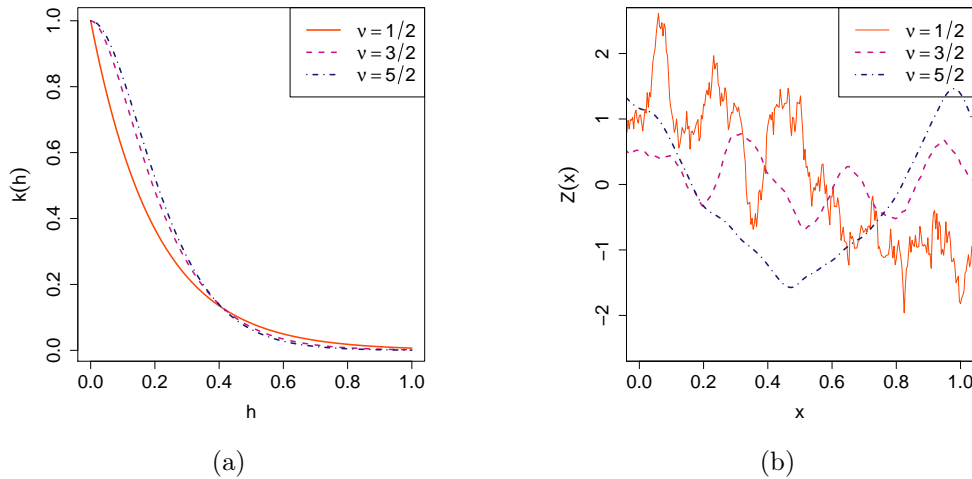 k(h)
1.0
0.8
0.6
0.4
0.2
0.0
ν = 1/2
ν = 3/2
ν = 5/2
0.0 0.2 0.4 0.6 0.8 1.0
h
(a)
Z(x)
2
1
0
−1
−2
ν = 1/2
ν = 3/2
ν = 5/2
0.0 0.2 0.4 0.6 0.8 1.0
x
(b)